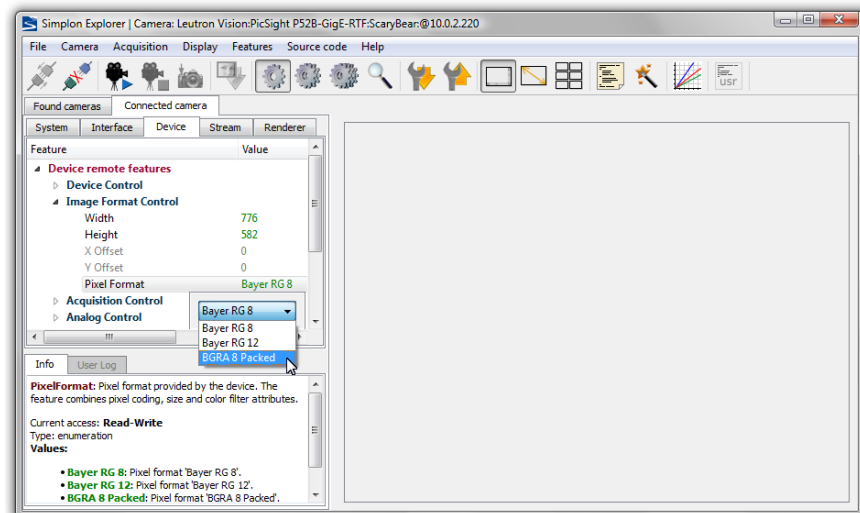 Simplon Explorer | Camera: Leutron Vision:PicSight P52B-GigE-RTF:ScaryBear:@10.0.2.220
File Camera Acquisition Display Features Source code Help
usr
Found cameras Connected camera
System Interface Device Stream Renderer
Feature Value
Device remote features
Device Control
Image Format Control
Width 776
Height 582
X Offset 0
Y Offset 0
Pixel Format Bayer RG 8
Acquisition Control
Analog Control
Bayer RG 8
Bayer RG 8
Bayer RG 12
BGRA 8 Packed
Info User Log
PixelFormat: Pixel format provided by the device. The
feature combines pixel coding, size and color filter attributes.
Current access: Read-Write
Type: enumeration
Values:
• Bayer RG 8: Pixel format 'Bayer RG 8'.
• Bayer RG 12: Pixel format 'Bayer RG 12'.
• BGRA 8 Packed: Pixel format 'BGRA 8 Packed'.